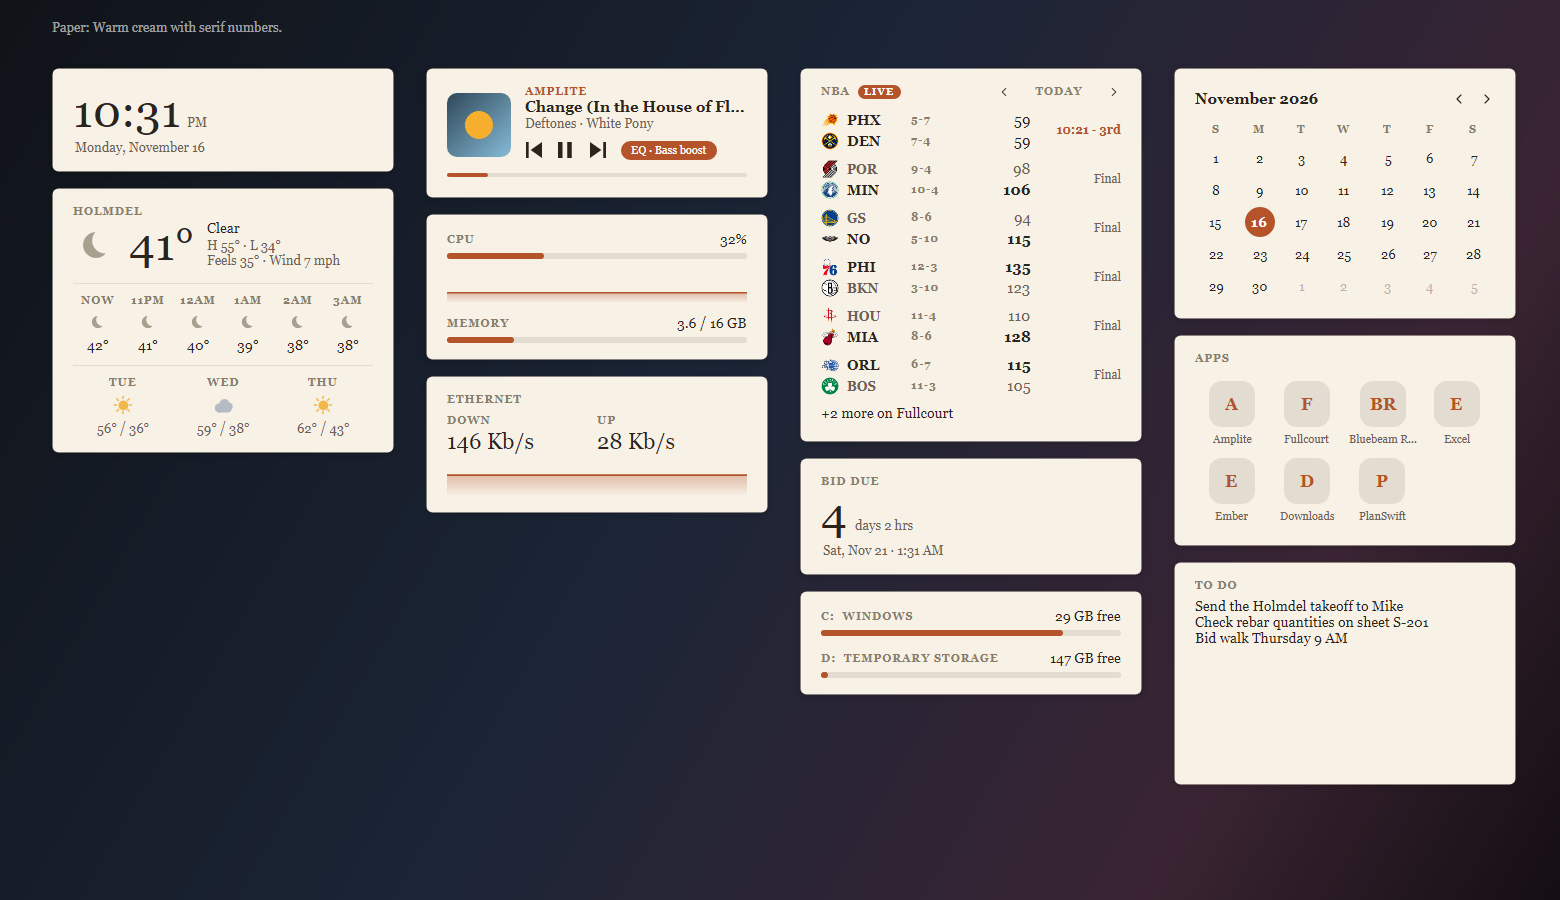 Paper: Warm cream with serif numbers.
10:31 PM
Monday, November 16
HOLMDEL
41°
Clear
H 55° · L 34°
Feels 35° · Wind 7 mph
NOW 11PM 12AM 1AM 2AM 3AM
42° 41° 40° 39° 38° 38°
TUE WED THU
56° / 36° 59° / 38° 62° / 43°
AMPLITE
Change (In the House of Fl...
Deftones · White Pony
EQ · Bass boost
CPU 32%
MEMORY 3.6 / 16 GB
ETHERNET
DOWN UP
146 Kb/s 28 Kb/s
NBA LIVE TODAY
PHX 5-7 59
10:21 - 3rd
DEN 7-4 59
POR 9-4 98
Final
MIN 10-4 106
GS 8-6 94
Final
NO 5-10 115
76 PHI 12-3 135
Final
B BKN 3-10 123
HOU 11-4 110
Final
MIA 8-6 128
ORL 6-7 115
Final
BOS 11-3 105
+2 more on Fullcourt
BID DUE
4 days 2 hrs
Sat, Nov 21 · 1:31 AM
C: WINDOWS 29 GB free
D: TEMPORARY STORAGE 147 GB free
November 2026
S M T W T F S
1 2 3 4 5 6 7
8 9 10 11 12 13 14
15 16 17 18 19 20 21
22 23 24 25 26 27 28
29 30 1 2 3 4 5
APPS
A F BR E
Amplite Fullcourt Bluebeam R... Excel
E D P
Ember Downloads PlanSwift
TO DO
Send the Holmdel takeoff to Mike
Check rebar quantities on sheet S-201
Bid walk Thursday 9 AM